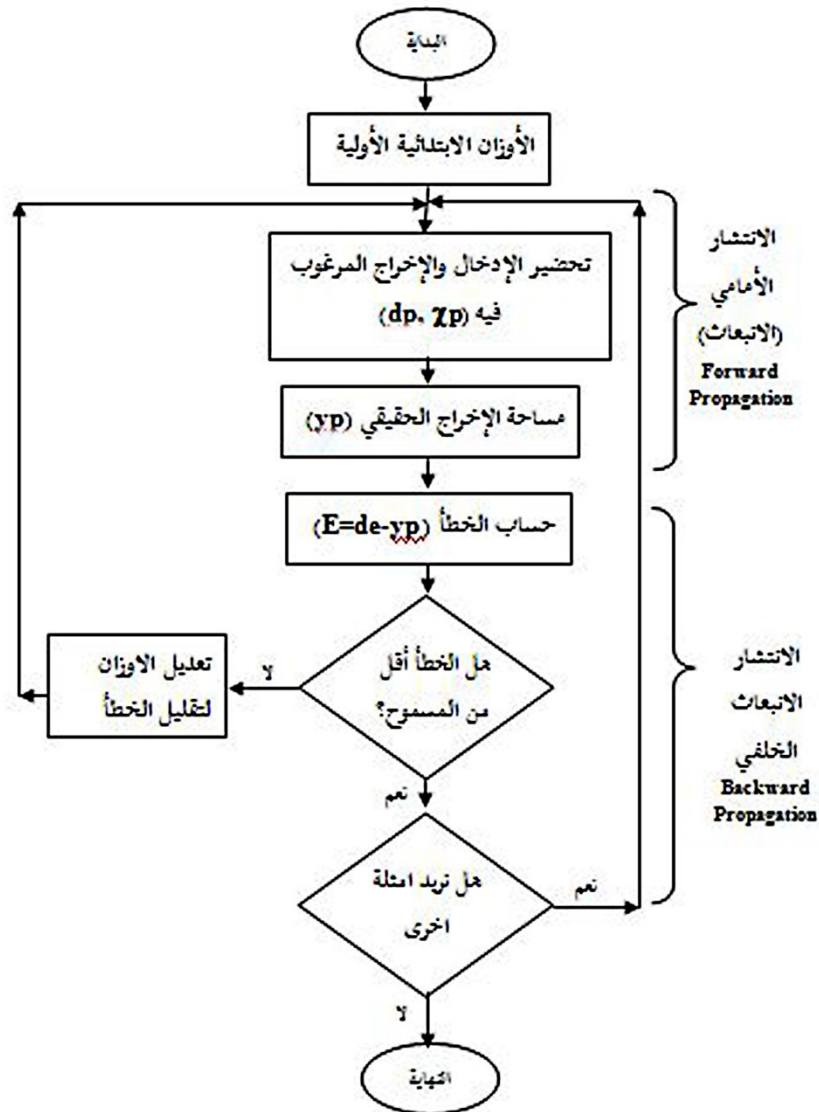 البداية
الأوزان الابتدائية الأولية
تحضير الإدخال والإخراج المرغوب
فيه (dp, χp)
مساحة الإخراج الحقيقي (yp)
الانتشار
الأمامي
(الانبعاث)
Forward
Propagation
حساب الخطأ (E=de-yp)
هل الخطأ أقل
من المسموح؟
لا
تعديل الاوزان
لتقليل الخطأ
نعم
هل تريد امثلة
اخرى
نعم
لا
النهاية
الانتشار
الانبعاث
الخلفي
Backward
Propagation